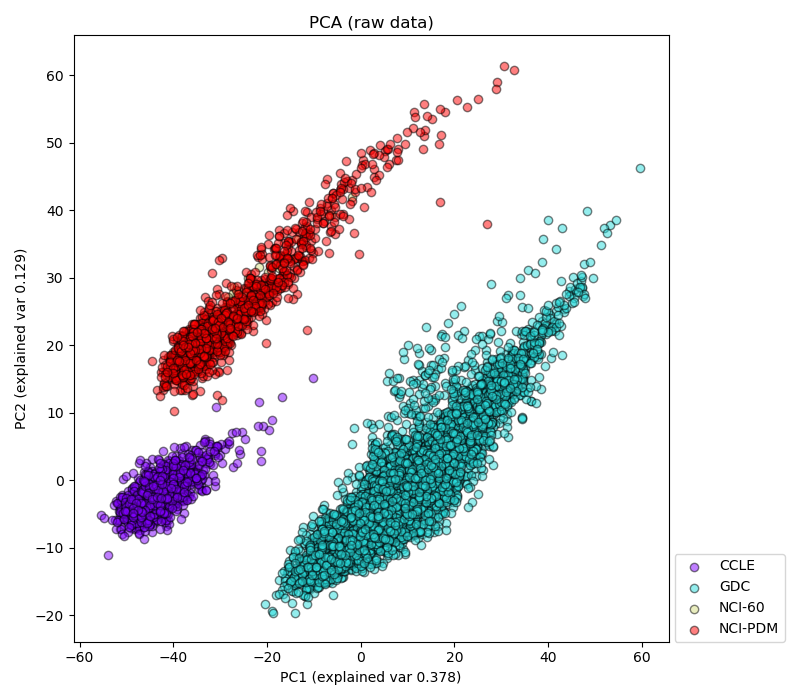 PCA (raw data)
PC2 (explained var 0.129)
60
50
40
30
20
10
0
−10
−20
−60
−40
−20
0
20
40
60
PC1 (explained var 0.378)
CCLE
GDC
NCI-60
NCI-PDM